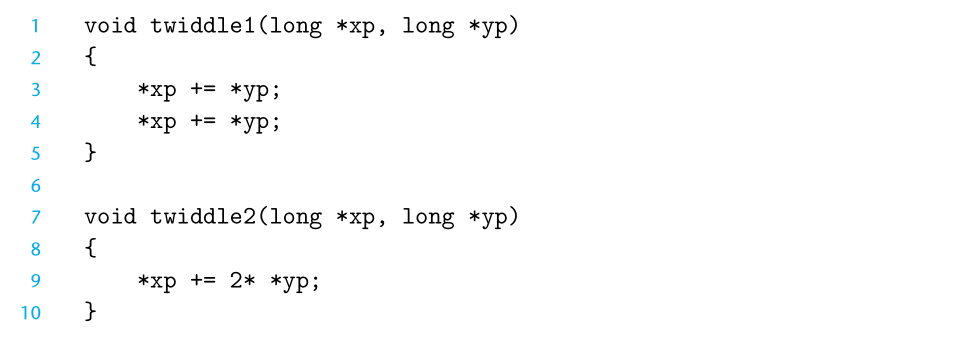 1 void twiddle1(long *xp, long *yp)
2 {
3 *xp += *yp;
4 *xp += *yp;
5 }
6
7 void twiddle2(long *xp, long *yp)
8 {
9 *xp += 2* *yp;
10 }